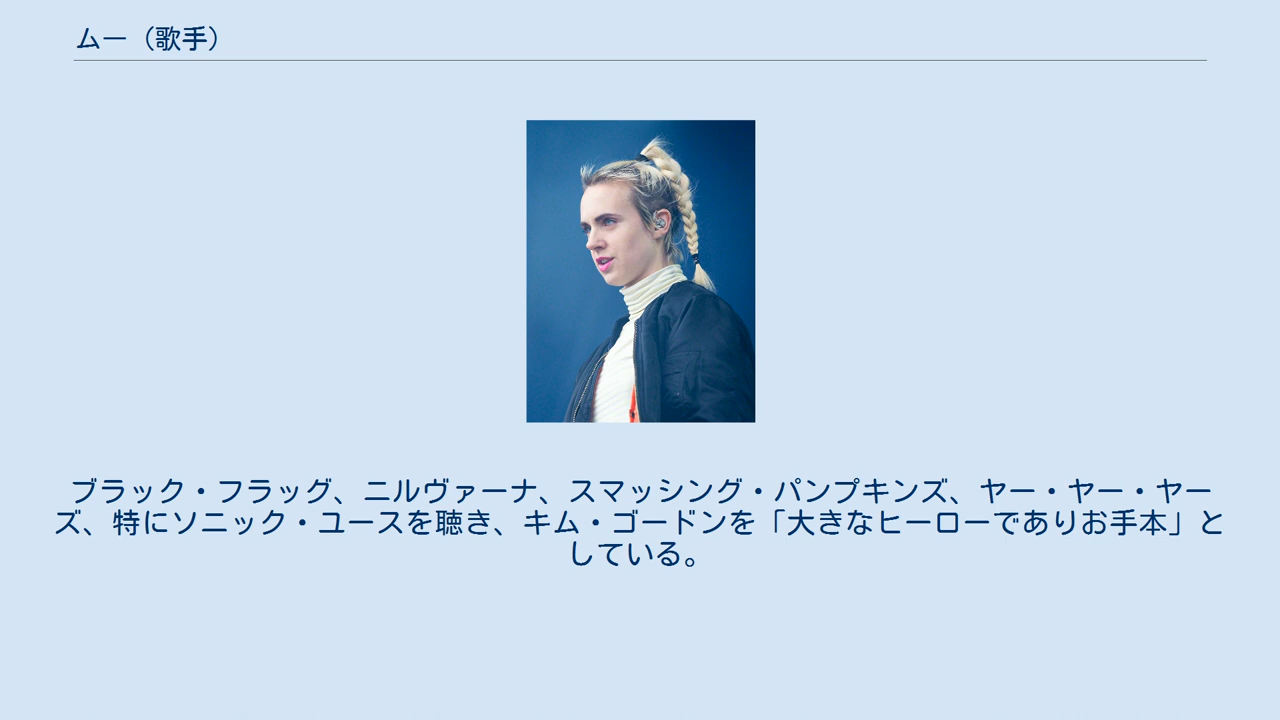 ムー（歌手）
ブラック・フラッグ、ニルヴァーナ、スマッシング・パンプキンズ、ヤー・ヤー・ヤー
ズ、特にソニック・ユースを聴き、キム・ゴードンを「大きなヒーローでありお手本」と
している。